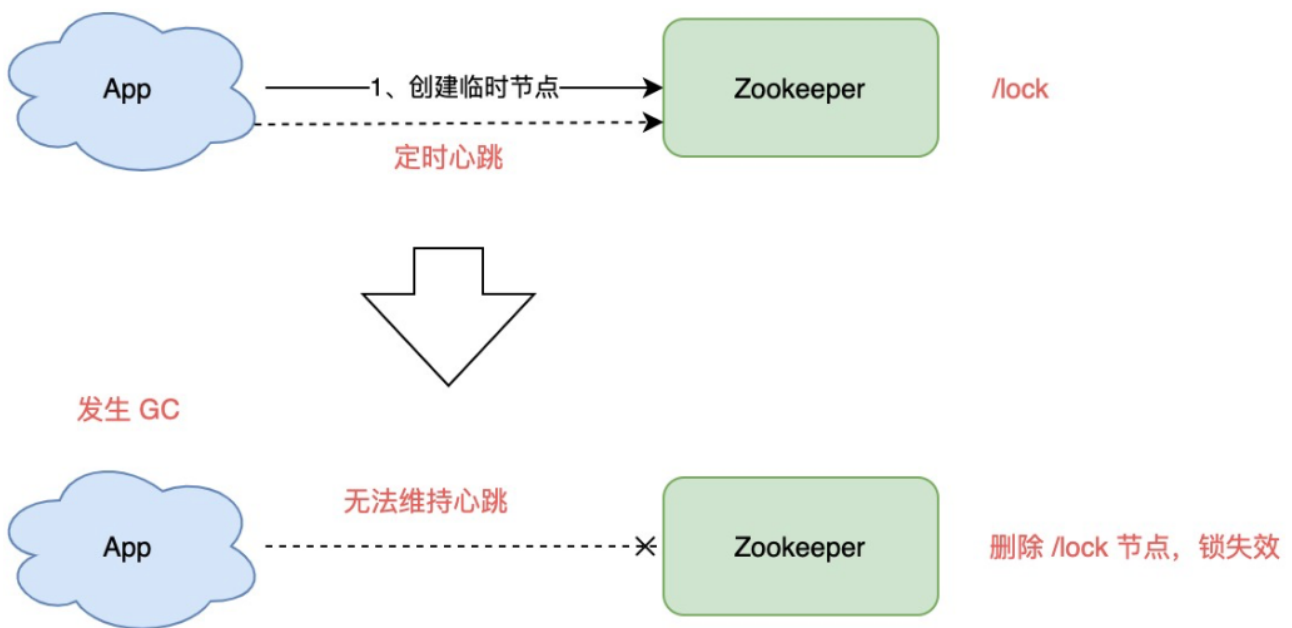 App
1、创建临时节点
Zookeeper
/lock
定时心跳
发生 GC
无法维持心跳
App
Zookeeper
删除 /lock 节点，锁失效